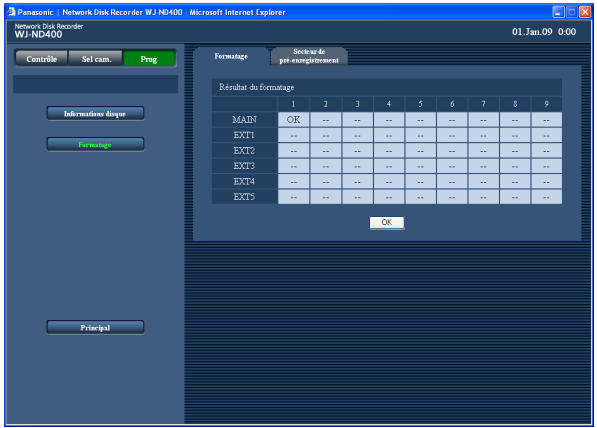 Panasonic | Network Disk Recorder WJ-ND400 - Microsoft Internet Explorer
Network Disk Recorder
WJ-ND400
01.Jan.09 0:00
Contrôle Sel cam. Prog
Formatage
Secteur de
pré-enregistrement
Informations disque
Formatage
Principal
Résultat du formatage
1 2 3 4 5 6 7 8 9
MAIN OK -- -- -- -- -- -- -- --
EXT1 -- -- -- -- -- -- -- -- --
EXT2 -- -- -- -- -- -- -- -- --
EXT3 -- -- -- -- -- -- -- -- --
EXT4 -- -- -- -- -- -- -- -- --
EXT5 -- -- -- -- -- -- -- -- --
OK